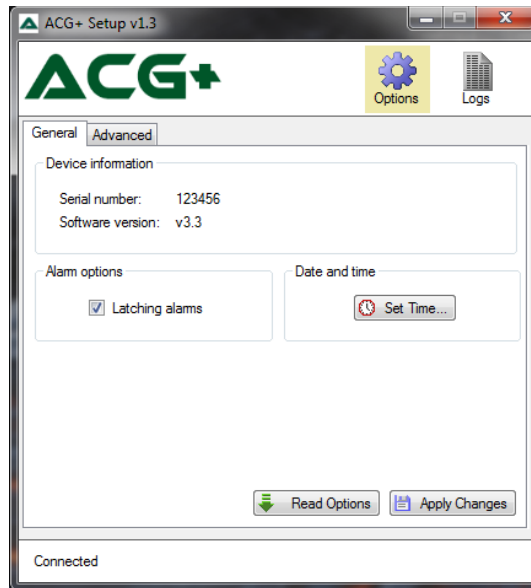 ACG+ Setup v1.3
ACG+
Options
Logs
General
Advanced
Device information
Serial number: 123456
Software version: v3.3
Alarm options
Latching alarms
Date and time
Set Time...
Read Options
Apply Changes
Connected